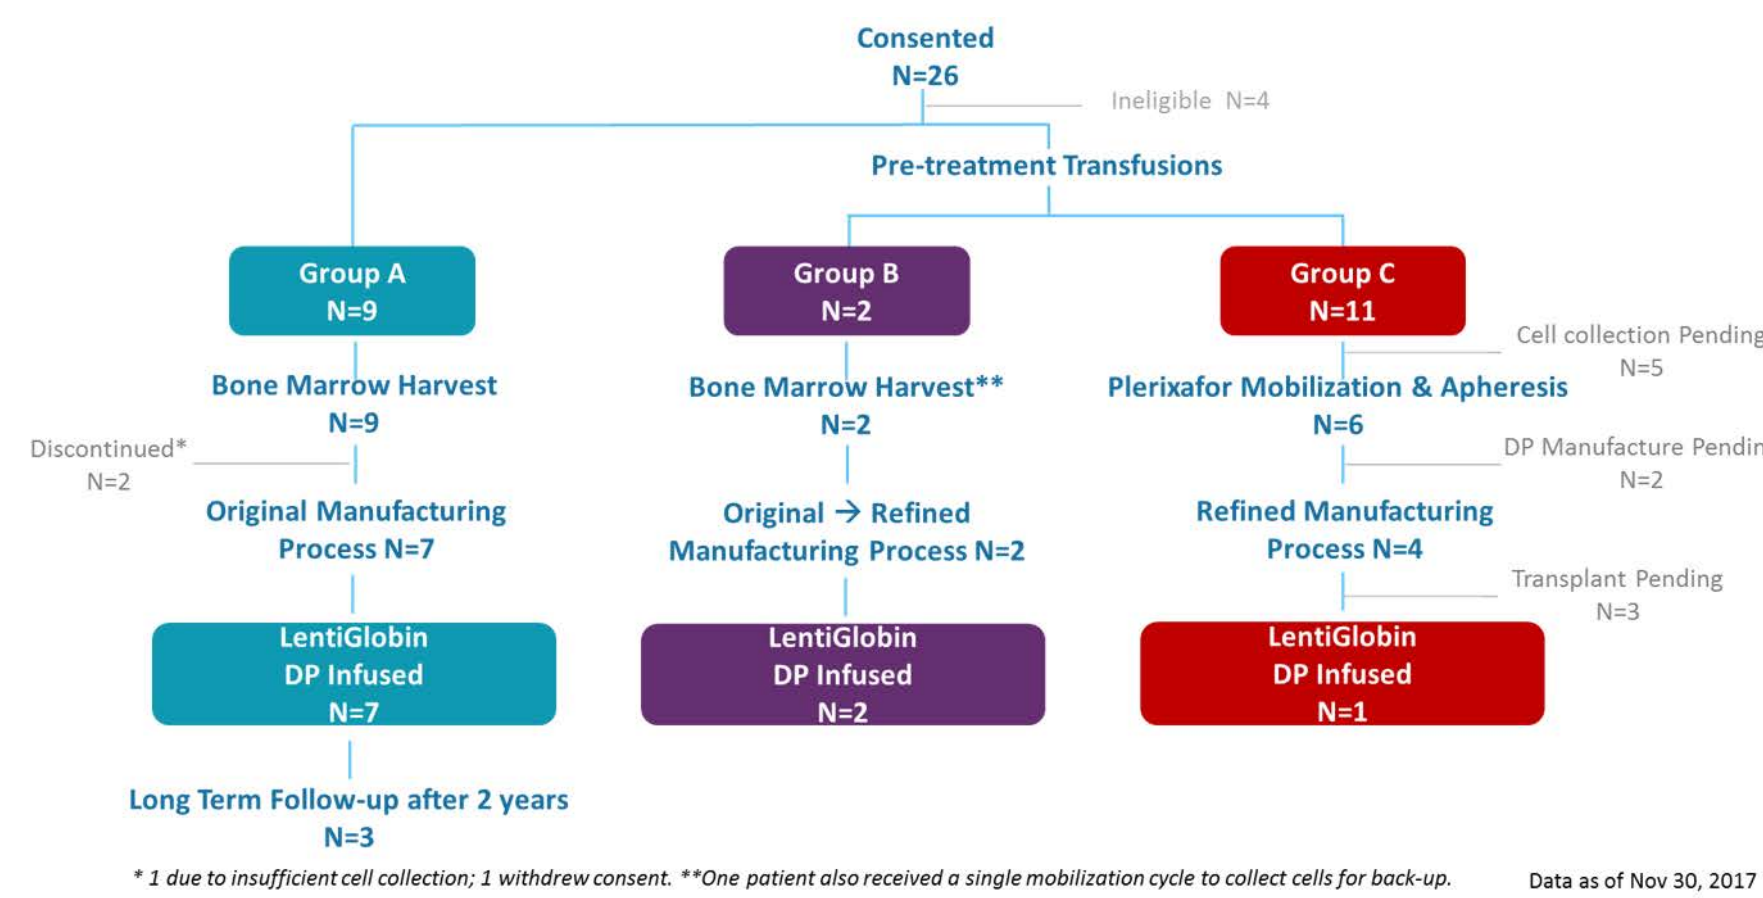 Consented
N=26
Ineligible N=4
Pre-treatment Transfusions
Group A
N=9
Group B
N=2
Group C
N=11
Cell collection Pending
N=5
Bone Marrow Harvest
N=9
Bone Marrow Harvest**
N=2
Plerixafor Mobilization & Apheresis
N=6
Discontinued*
N=2
DP Manufacture Pendin
N=2
Original Manufacturing
Process N=7
Original → Refined
Manufacturing Process N=2
Refined Manufacturing
Process N=4
Transplant Pending
N=3
LentiGlobin
DP Infused
N=7
LentiGlobin
DP Infused
N=2
LentiGlobin
DP Infused
N=1
Long Term Follow-up after 2 years
N=3
* 1 due to insufficient cell collection; 1 withdrew consent. **One patient also received a single mobilization cycle to collect cells for back-up.
Data as of Nov 30, 2017